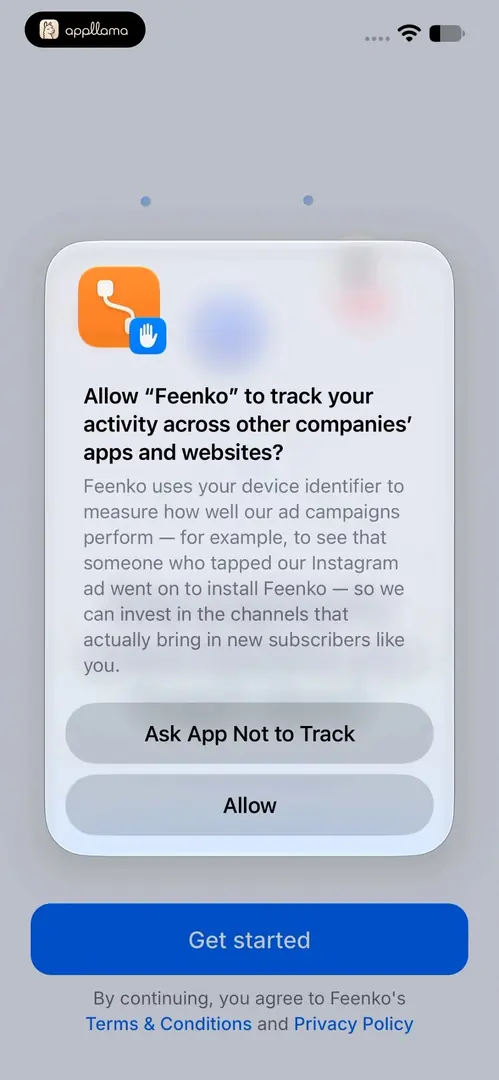 appllama
Allow “Feenko” to track your
activity across other companies’
apps and websites?
Feenko uses your device identifier to
measure how well our ad campaigns
perform — for example, to see that
someone who tapped our Instagram
ad went on to install Feenko — so we
can invest in the channels that
actually bring in new subscribers like
you.
Ask App Not to Track
Allow
Get started
By continuing, you agree to Feenko's
Terms & Conditions and Privacy Policy